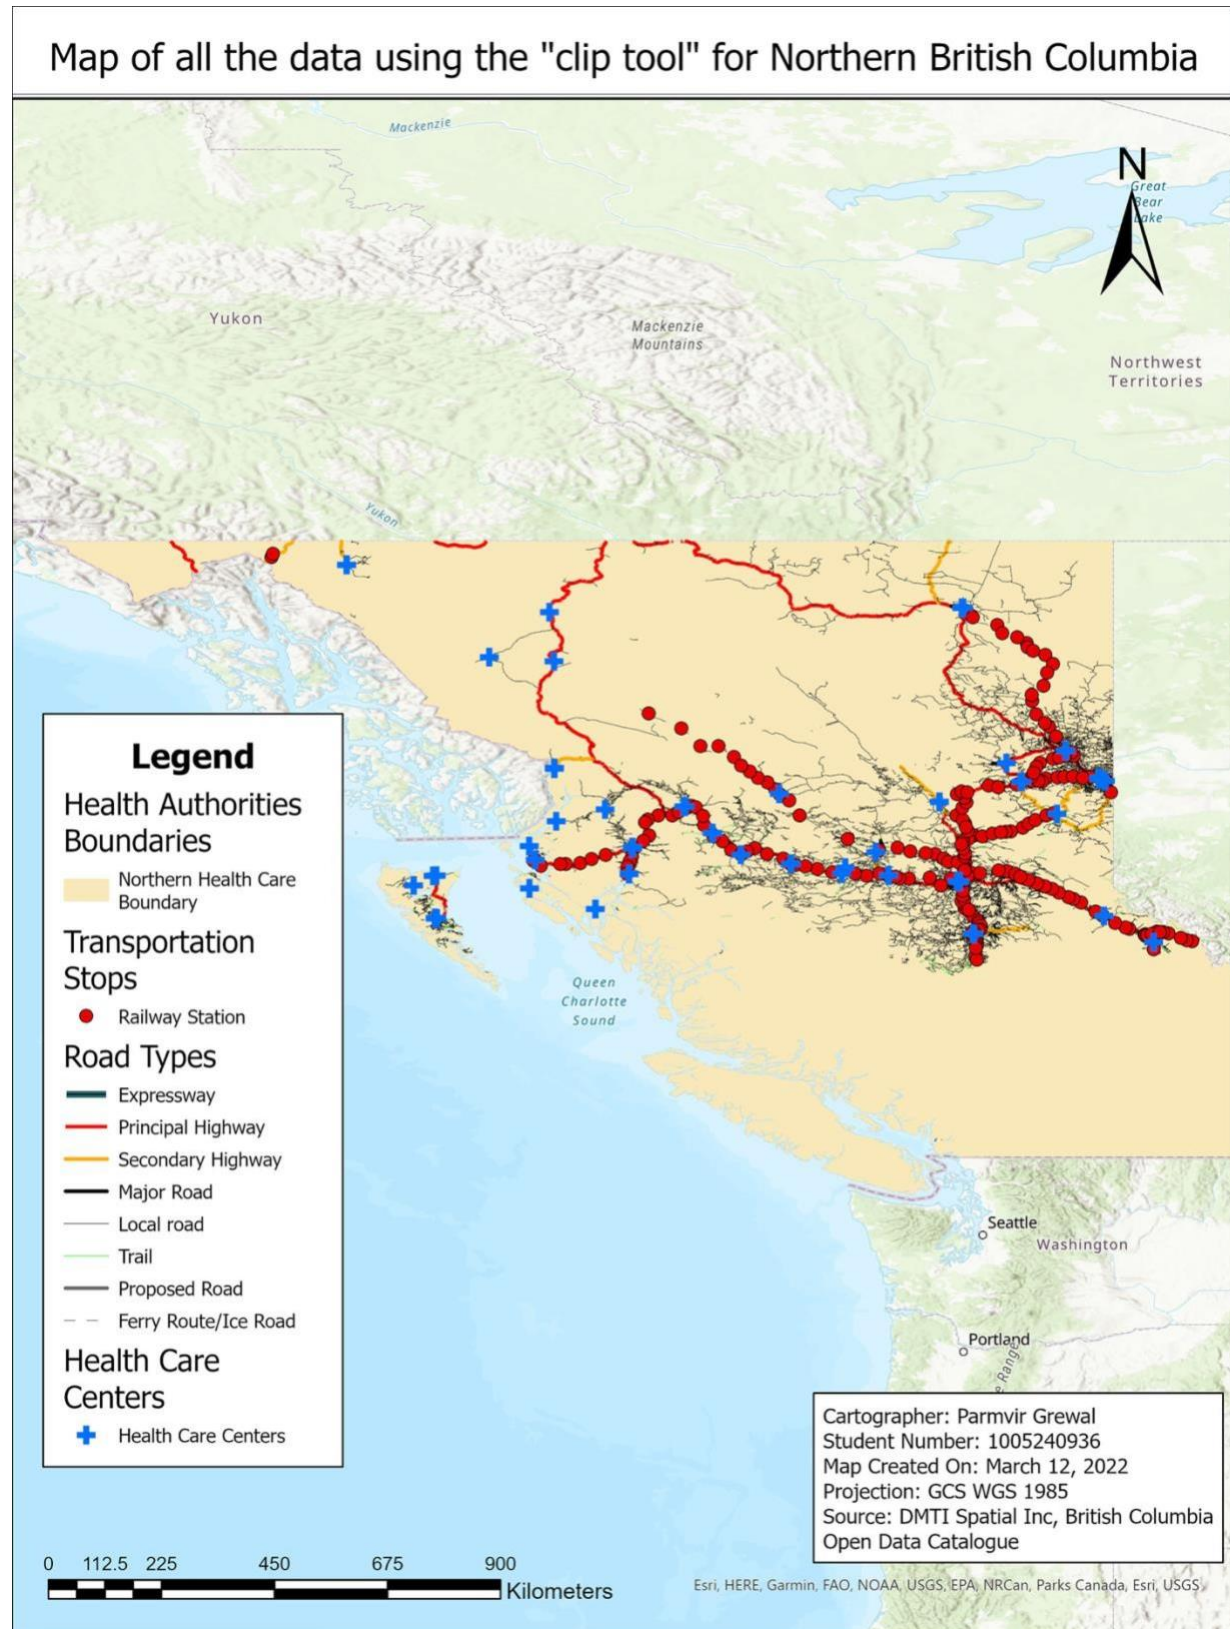 Map of all the data using the "clip tool" for Northern British Columbia
Mackenzie
N
Great
Bear
Lake
Yukon
Mackenzie
Mountains
Northwest
Territories
Yukon
Legend
Health Authorities
Boundaries
Northern Health Care
Boundary
Transportation
Stops
Railway Station
Road Types
Expressway
Principal Highway
Secondary Highway
Major Road
Local road
Trail
Proposed Road
Ferry Route/Ice Road
Health Care
Centers
Health Care Centers
Queen
Charlotte
Sound
Seattle
Washington
Portland
e Range
Cartographer: Parmvir Grewal
Student Number: 1005240936
Map Created On: March 12, 2022
Projection: GCS WGS 1985
Source: DMTI Spatial Inc, British Columbia
Open Data Catalogue
0 112.5 225 450 675 900
Kilometers
Esri, HERE, Garmin, FAO, NOAA, USGS, EPA, NRCan, Parks Canada, Esri, USGS